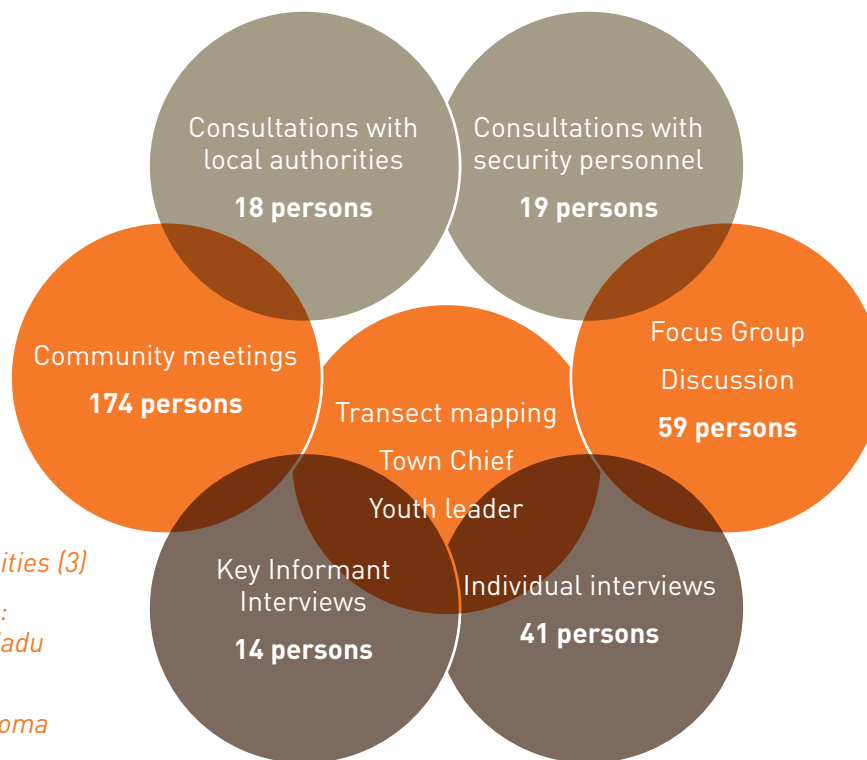 Consultations with
local authorities
18 persons
Consultations with
security personnel
19 persons
Community meetings
174 persons
Transect mapping
Town Chief
Youth leader
Focus Group
Discussion
59 persons
Key Informant
Interviews
14 persons
Individual interviews
41 persons
ities (3)
:
adu
oma